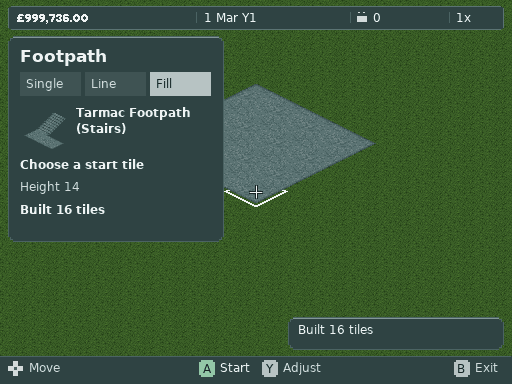 £999,736.00 1 Mar Y1 0 1x
Footpath
Single Line Fill
Tarmac Footpath
(Stairs)
Choose a start tile
Height 14
Built 16 tiles
Built 16 tiles
Move A Start Y Adjust B Exit